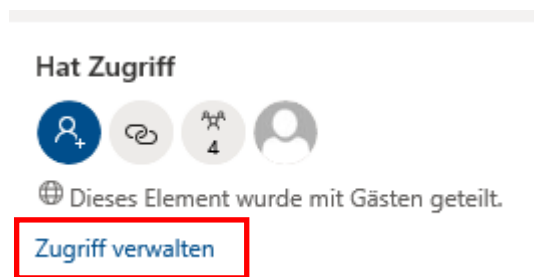 Hat Zugriff
4
Dieses Element wurde mit Gästen geteilt.
Zugriff verwalten